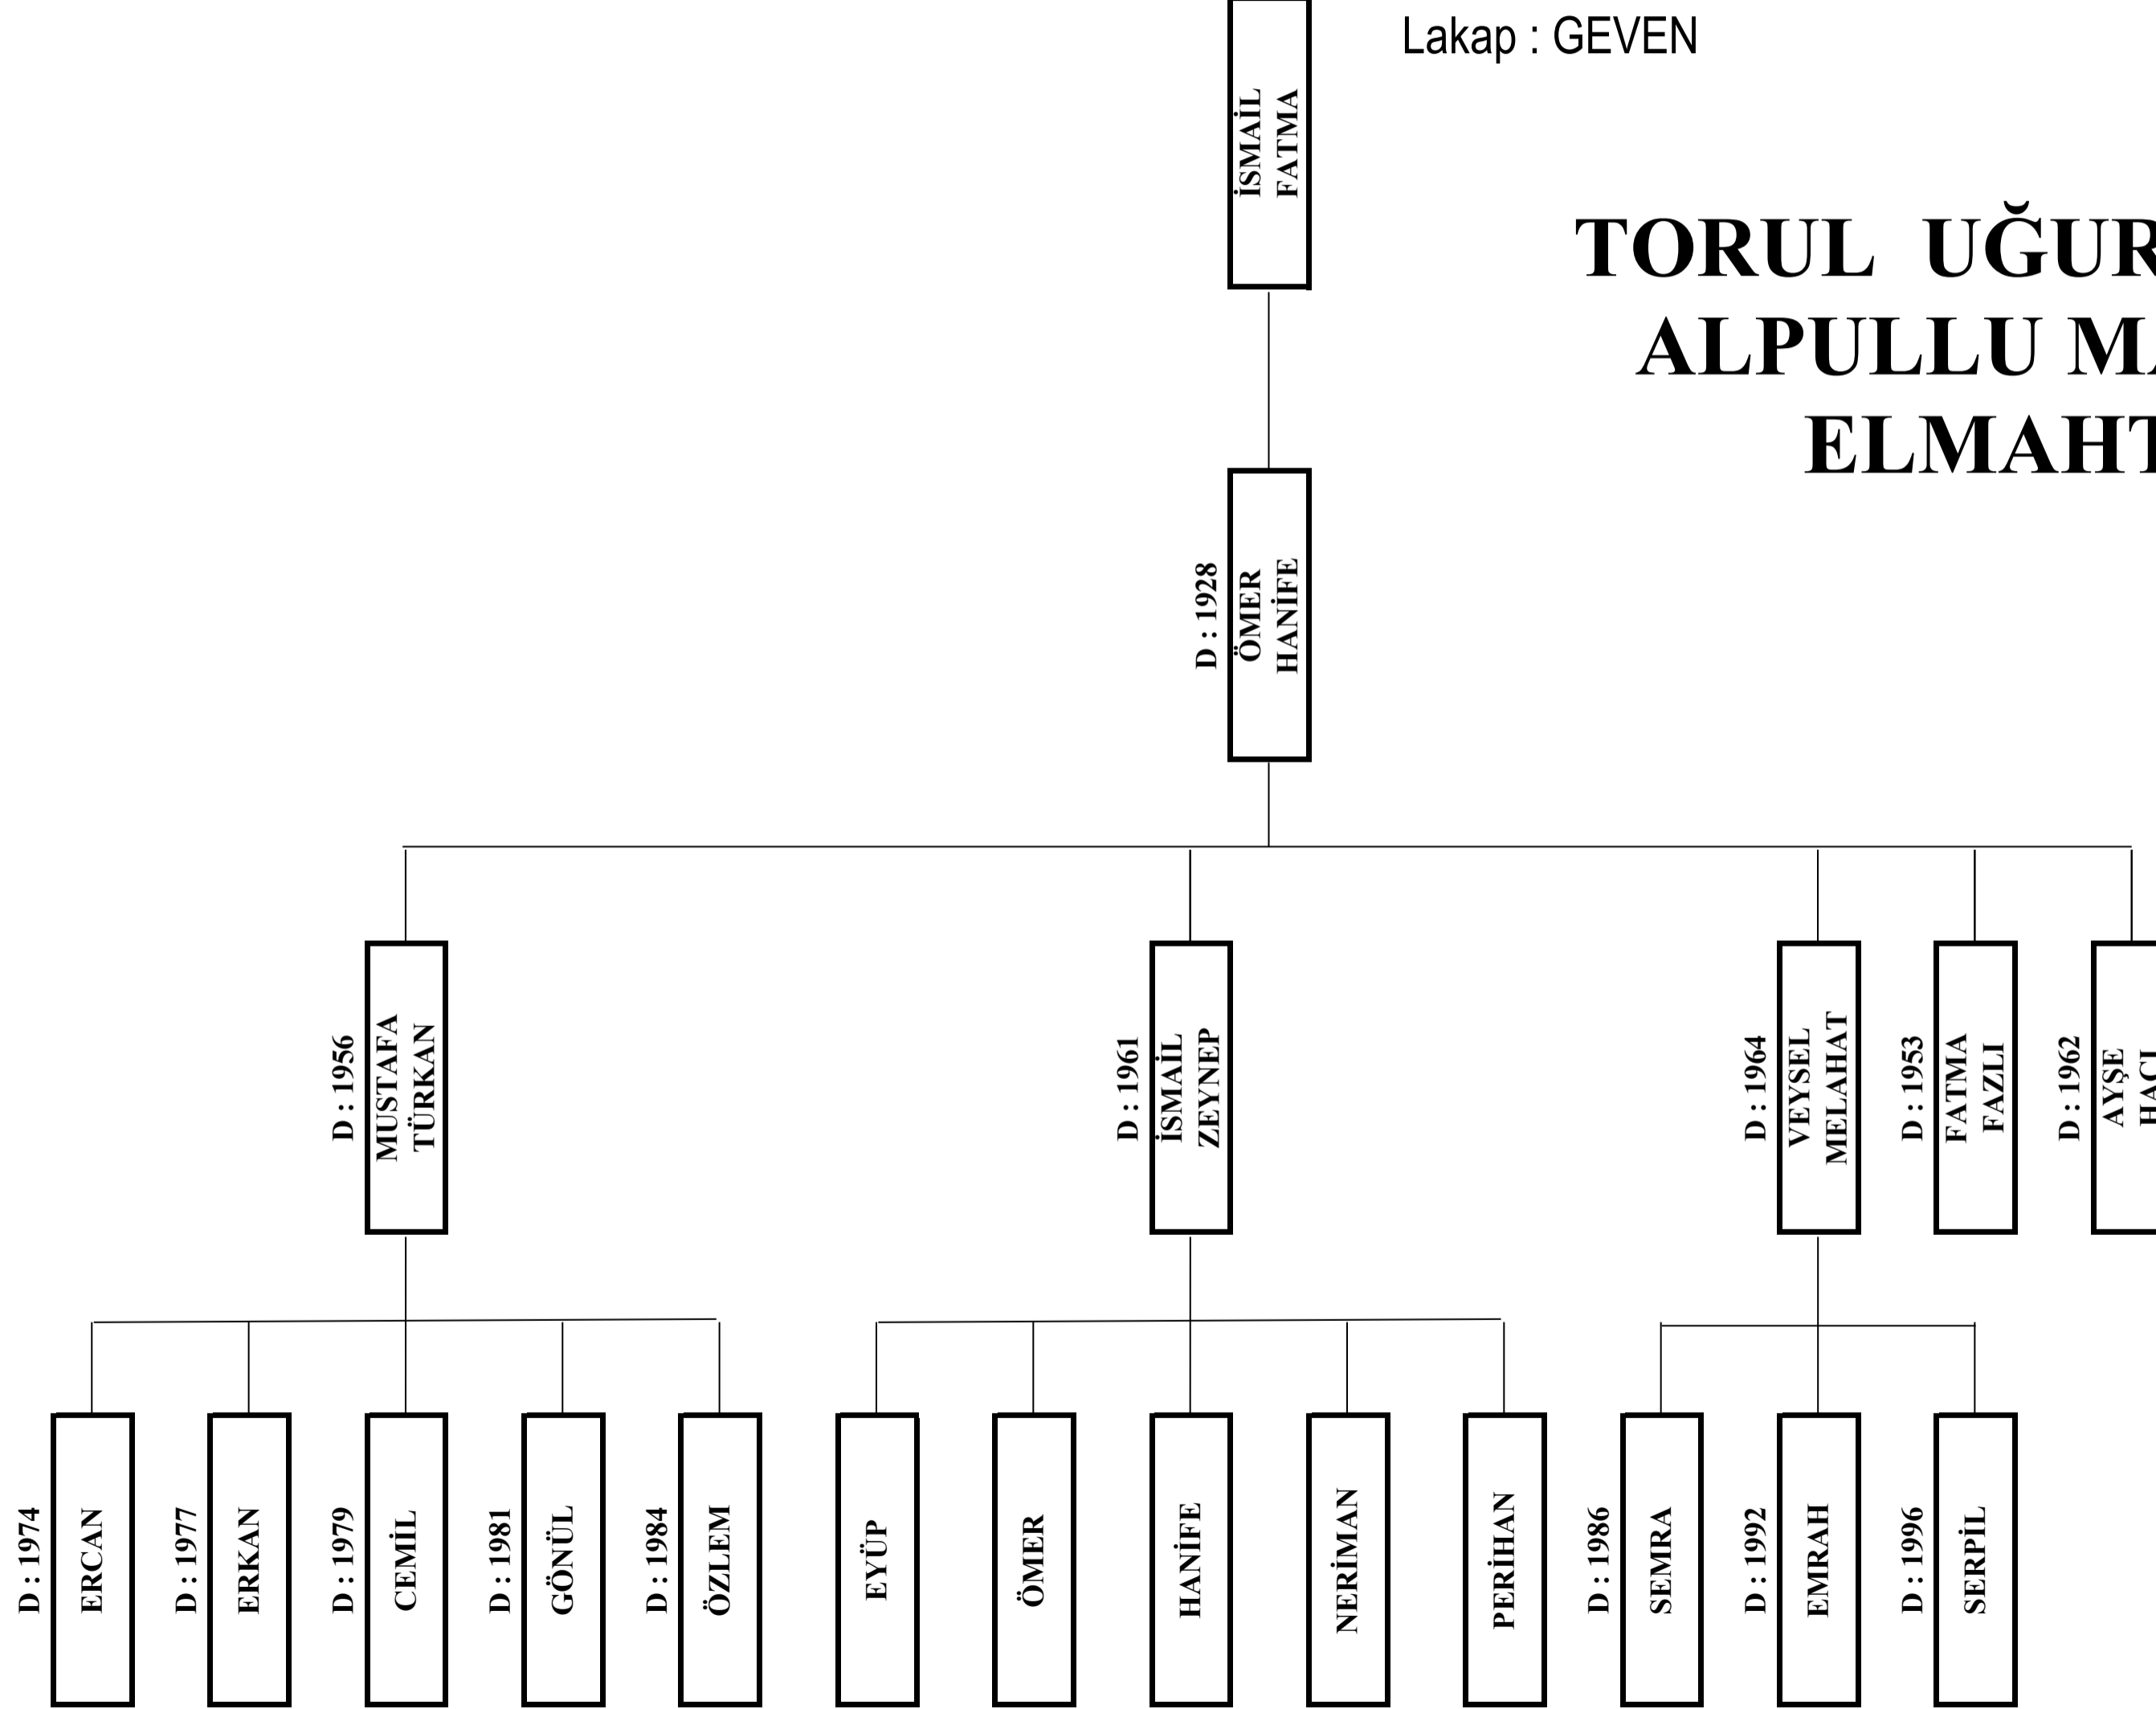 Lakap : GEVEN
İSMAİL
FATMA
TORUL UĞUR
ALPULLU MA
ELMAHT
D : 1928
ÖMER
HANİFE
D : 1956
MUSTAFA
TÜRKAN
D : 1961
İSMAİL
ZEYNEP
D : 1964
VEYSEL
MELAHAT
D : 1953
FATMA
FAZLI
D : 1962
AYŞE
HACI
D : 1974
ERCAN
D : 1977
ERKAN
D : 1979
CEMİL
D : 1981
GÖNÜL
D : 1984
ÖZLEM
EYÜP
ÖMER
HANİFE
NERİMAN
PERİHAN
D : 1986
SEMRA
D : 1992
EMRAH
D : 1996
SERPİL